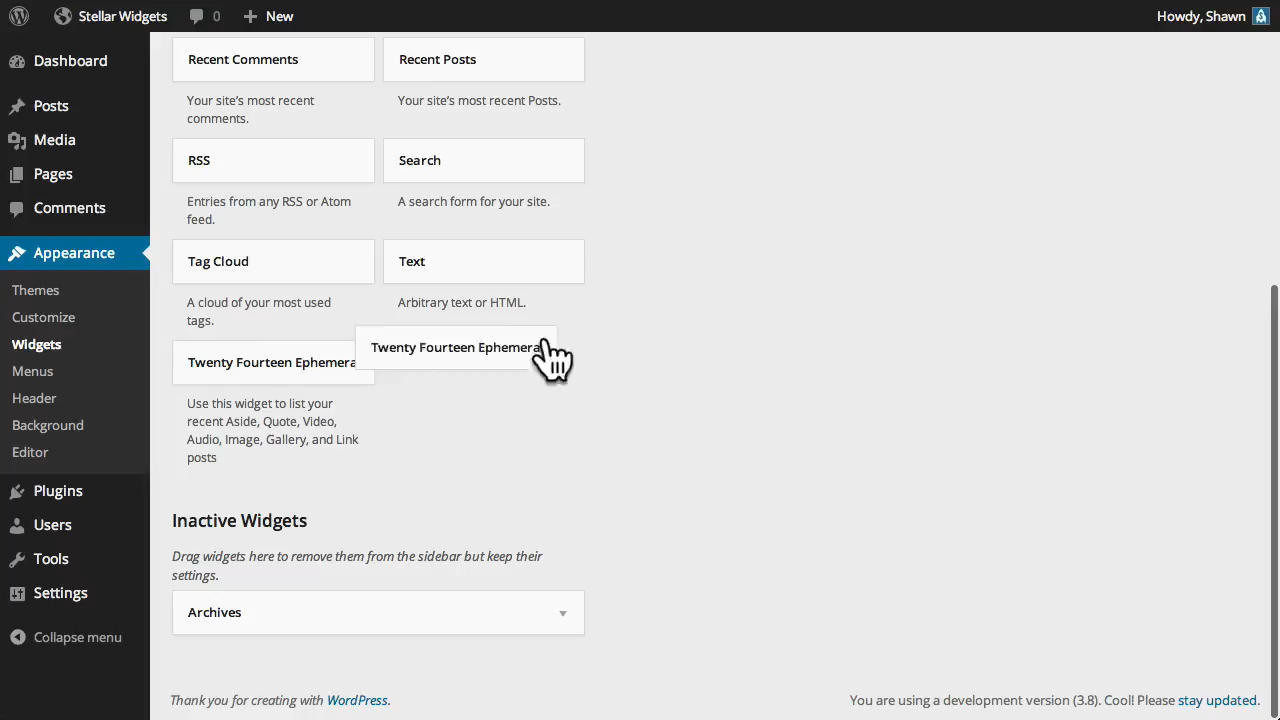 Stellar Widgets
0
New
Howdy, Shawn
Dashboard
Posts
Media
Pages
Comments
Appearance
Themes
Customize
Widgets
Menus
Header
Background
Editor
Plugins
Users
Tools
Settings
Collapse menu
Recent Comments
Your site's most recent
comments.
Recent Posts
Your site's most recent Posts.
RSS
Entries from any RSS or Atom
feed.
Search
A search form for your site.
Tag Cloud
A cloud of your most used
tags.
Text
Arbitrary text or HTML.
Twenty Fourteen Ephemera
Twenty Fourteen Ephemera
Use this widget to list your
recent Aside, Quote, Video,
Audio, Image, Gallery, and Link
posts
Inactive Widgets
Drag widgets here to remove them from the sidebar but keep their
settings.
Archives
Thank you for creating with WordPress.
You are using a development version (3.8). Cool! Please stay updated.